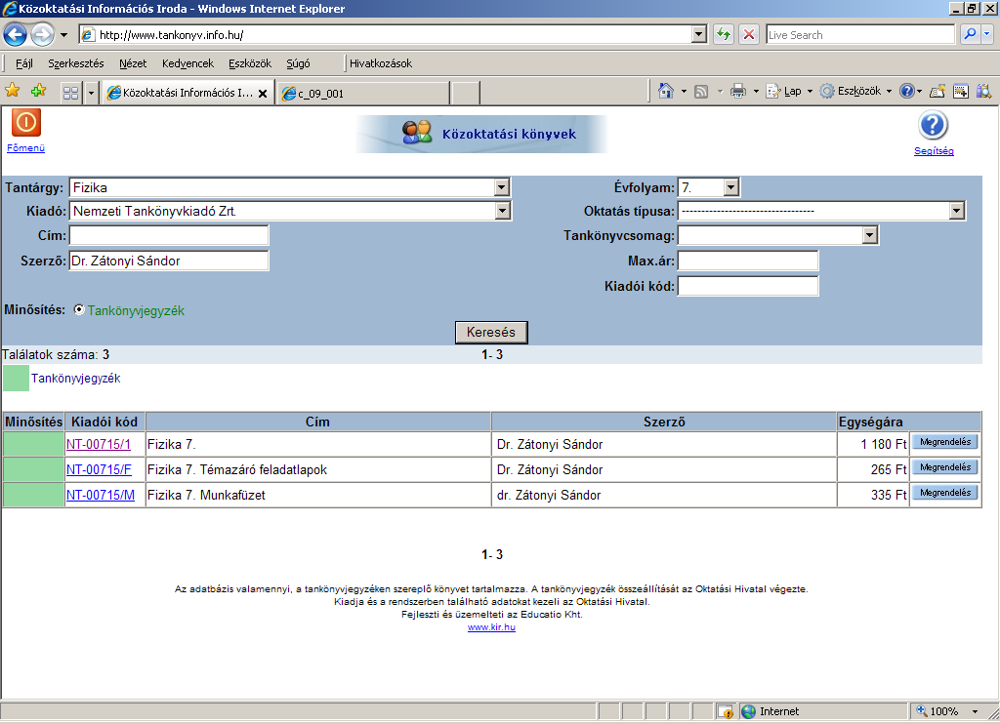 Közoktatási Információs Iroda - Windows Internet Explorer
http://www.tankonyv.info.hu/
Live Search
Fájl Szerkesztés Nézet Kedvencek Eszközök Súgó Hivatkozások
Közoktatási Információs I... c_09_001 Lap Eszközök
Főmenü
Közoktatási könyvek
Segítség
Tantárgy: Fizika Évfolyam: 7.
Kiadó: Nemzeti Tankönyvkiadó Zrt. Oktatás típusa: ----------------------------------
Cím: Tankönyvcsomag:
Szerző: Dr. Zátonyi Sándor Max.ár:
Kiadói kód:
Minősítés: Tankönyvjegyzék
Keresés
Találatok száma: 3 1- 3
Tankönyvjegyzék
Minősítés Kiadói kód Cím Szerző Egységára
NT-00715/1 Fizika 7. Dr. Zátonyi Sándor 1 180 Ft Megrendelés
NT-00715/F Fizika 7. Témazáró feladatlapok Dr. Zátonyi Sándor 265 Ft Megrendelés
NT-00715/M Fizika 7. Munkafüzet dr. Zátonyi Sándor 335 Ft Megrendelés
1- 3
Az adatbázis valamennyi, a tankönyvjegyzéken szereplő könyvet tartalmazza. A tankönyvjegyzék összeállítását az Oktatási Hivatal végezte.
Kiadja és a rendszerben található adatokat kezeli az Oktatási Hivatal.
Fejleszti és üzemelteti az Educatio Kht.
www.kir.hu
Internet 100%